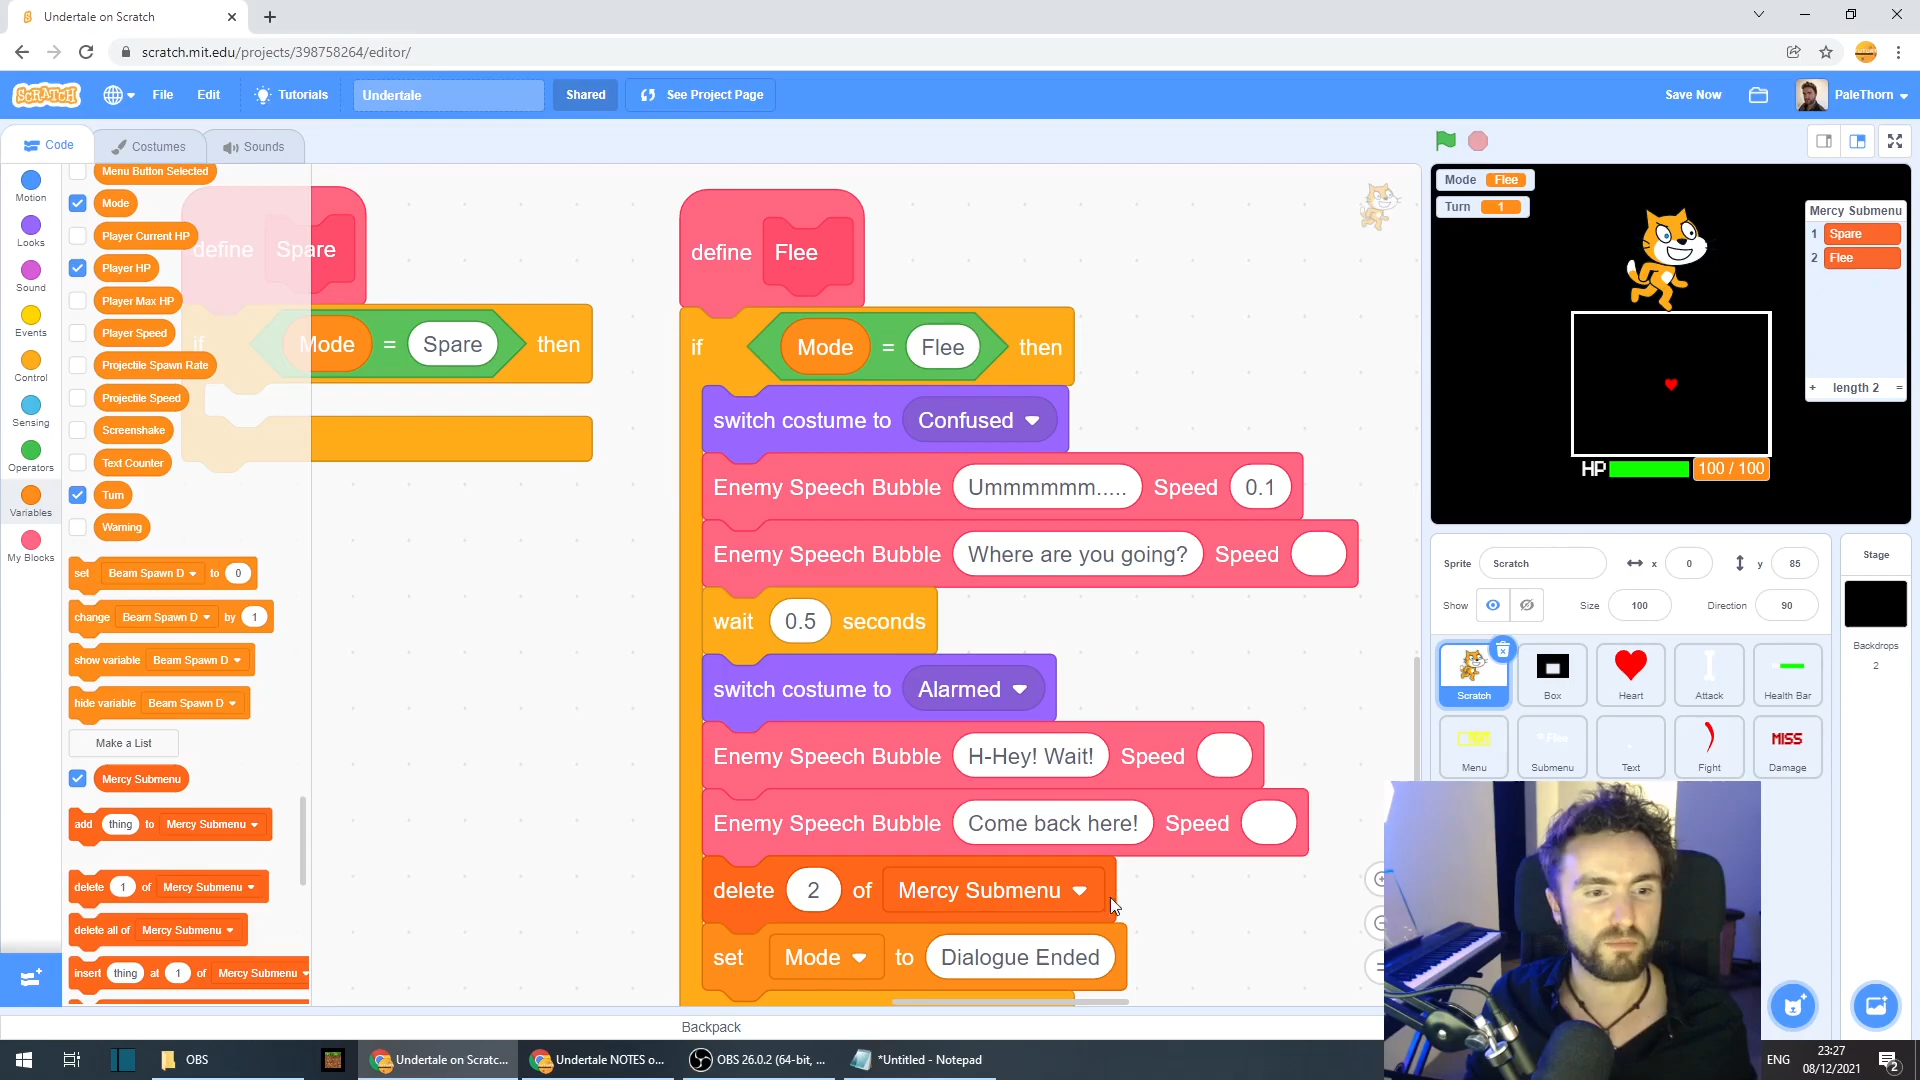 Undertale on Scratch
scratch.mit.edu/projects/398758264/editor/
SCRATCH
File
Edit
Tutorials
Undertale
Shared
See Project Page
Save Now
PaleThorn
Code
Costumes
Sounds
Motion
Looks
Sound
Events
Control
Sensing
Operators
Variables
My Blocks
Menu Button Selected
Mode
Player Current HP
Player HP
Player Max HP
Player Speed
Projectile Spawn Rate
Projectile Speed
Screenshake
Text Counter
Turn
Warning
set Beam Spawn D to 0
change Beam Spawn D by 1
show variable Beam Spawn D
hide variable Beam Spawn D
Make a List
Mercy Submenu
add thing to Mercy Submenu
delete 1 of Mercy Submenu
delete all of Mercy Submenu
insert thing at 1 of Mercy Submenu
define Spare
if Mode = Spare then
define Flee
if Mode = Flee then
switch costume to Confused
Enemy Speech Bubble Ummmmmm..... Speed 0.1
Enemy Speech Bubble Where are you going? Speed
wait 0.5 seconds
switch costume to Alarmed
Enemy Speech Bubble H-Hey! Wait! Speed
Enemy Speech Bubble Come back here! Speed
delete 2 of Mercy Submenu
set Mode to Dialogue Ended
Backpack
Mode Flee
Turn 1
Mercy Submenu
1 Spare
2 Flee
+ length 2 =
HP 100 / 100
Sprite Scratch x 0 y 85
Show Size 100 Direction 90
Scratch
Box
Heart
Attack
Health Bar
Menu
Flee
Submenu
Text
Fight
MISS
Damage
Stage
Backdrops
2
OBS
Undertale on Scratc...
Undertale NOTES o...
OBS 26.0.2 (64-bit, ...
*Untitled - Notepad
ENG
23:27
08/12/2021
2